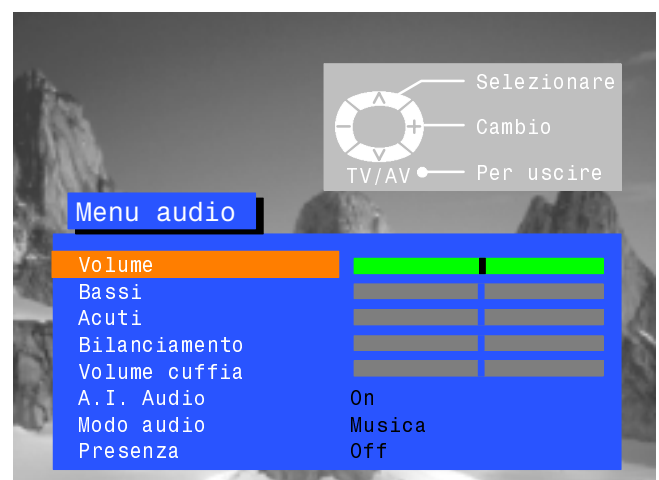 Selezionare
Cambio
TV/AV Per uscire
Menu audio
Volume
Bassi
Acuti
Bilanciamento
Volume cuffia
A.I. Audio On
Modo audio Musica
Presenza Off